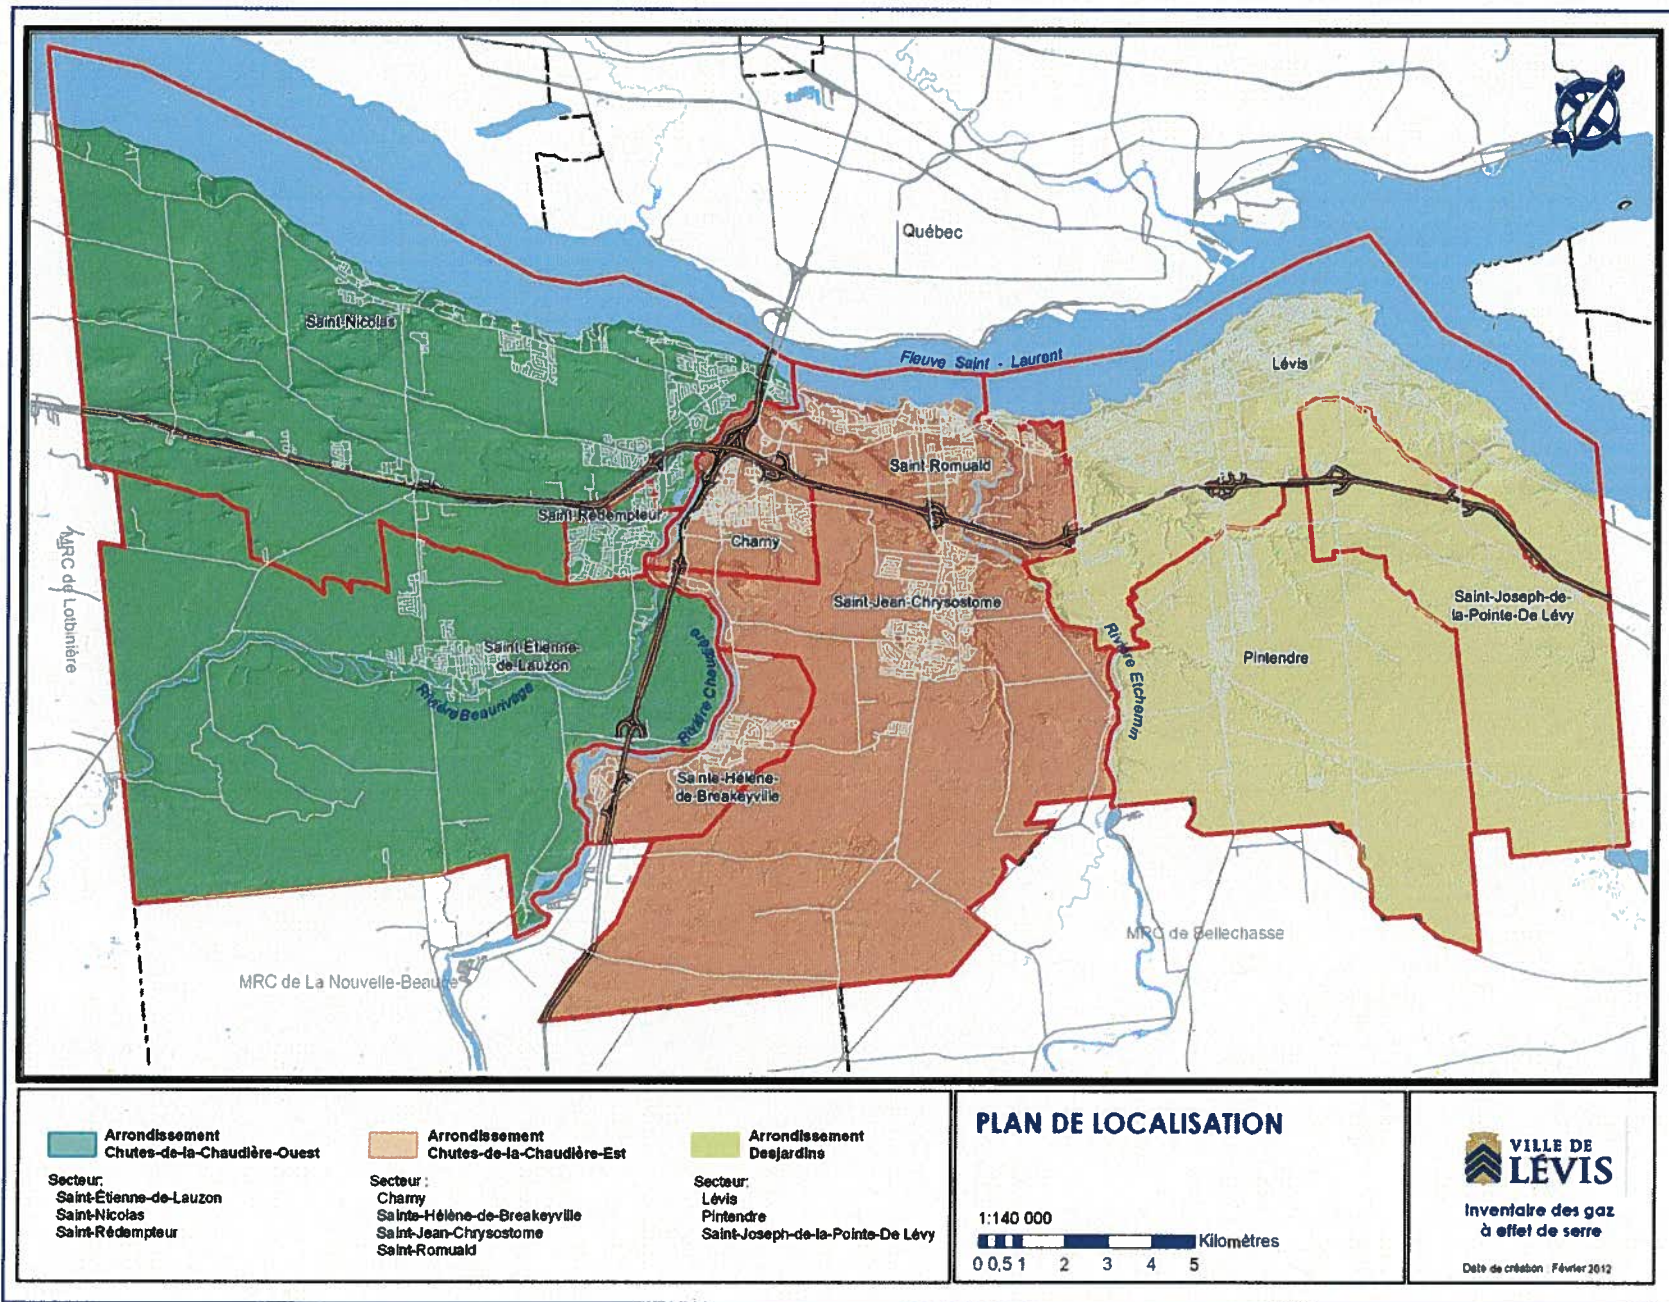 Québec
Saint-Nicolas
Fleuve Saint - Laurent
Lévis
Saint-Romuald
Saint-Rédempteur
Charny
MRC de Lotbinière
Saint-Jean-Chrysostome
Saint-Joseph-de-
la-Pointe-De Lévy
Saint-Étienne-
de-Lauzon
Rivière Chaudière
Rivière Etchemin
Pintendre
Rivière Beaurivage
Sainte-Hélène-
de-Breakeyville
MRC de Bellechasse
MRC de La Nouvelle-Beauce
Arrondissement
Chutes-de-la-Chaudière-Ouest
Secteur:
Saint-Étienne-de-Lauzon
Saint-Nicolas
Saint-Rédempteur
Arrondissement
Chutes-de-la-Chaudière-Est
Secteur :
Charny
Sainte-Hélène-de-Breakeyville
Saint-Jean-Chrysostome
Saint-Romuald
Arrondissement
Desjardins
Secteur:
Lévis
Pintendre
Saint-Joseph-de-la-Pointe-De Lévy
PLAN DE LOCALISATION
1:140 000
Kilomètres
0 0,5 1 2 3 4 5
VILLE DE
LÉVIS
Inventaire des gaz
à effet de serre
Date de création : Février 2012